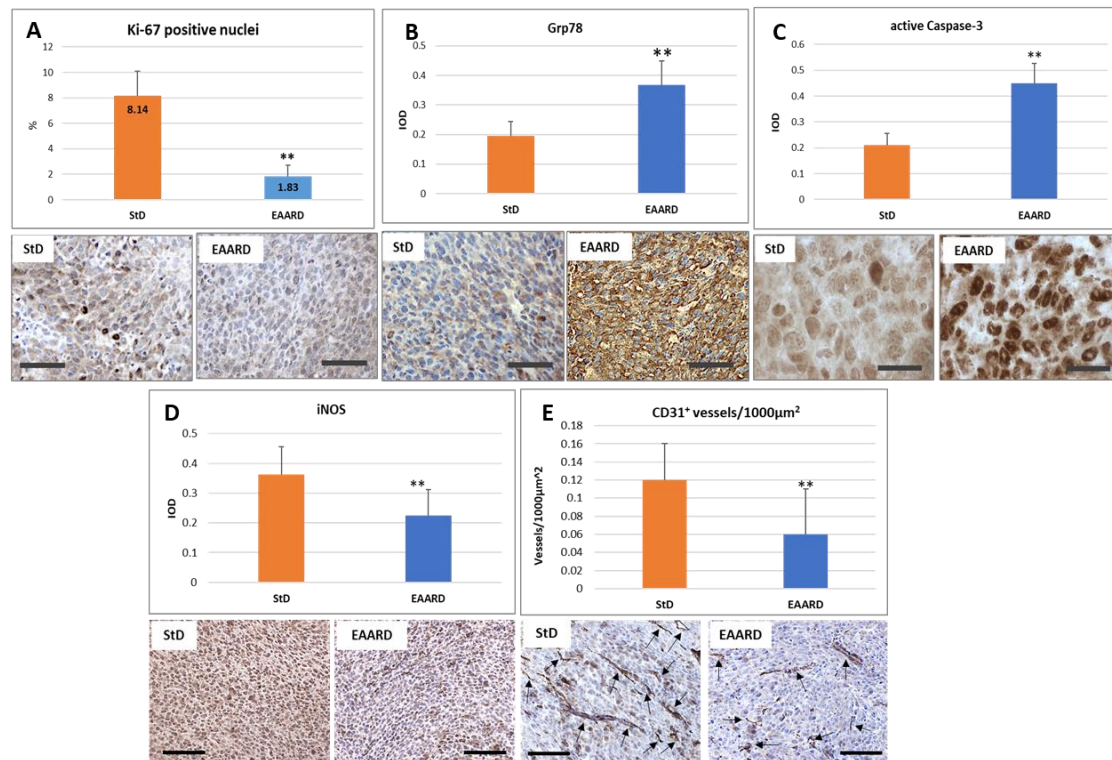 A
Ki-67 positive nuclei
12
10
8
6
4
2
0
%
8.14
**
1.83
StD
EAARD
StD
EAARD
B
Grp78
0.5
0.4
0.3
0.2
0.1
0
IOD
**
StD
EAARD
StD
EAARD
C
active Caspase-3
0.6
0.5
0.4
0.3
0.2
0.1
0
IOD
**
StD
EAARD
StD
EAARD
D
iNOS
0.5
0.4
0.3
0.2
0.1
0
IOD
**
StD
EAARD
StD
EAARD
E
CD31⁺ vessels/1000µm²
0.18
0.16
0.14
0.12
0.1
0.08
0.06
0.04
0.02
0
Vessels/1000µm^2
**
StD
EAARD
StD
EAARD